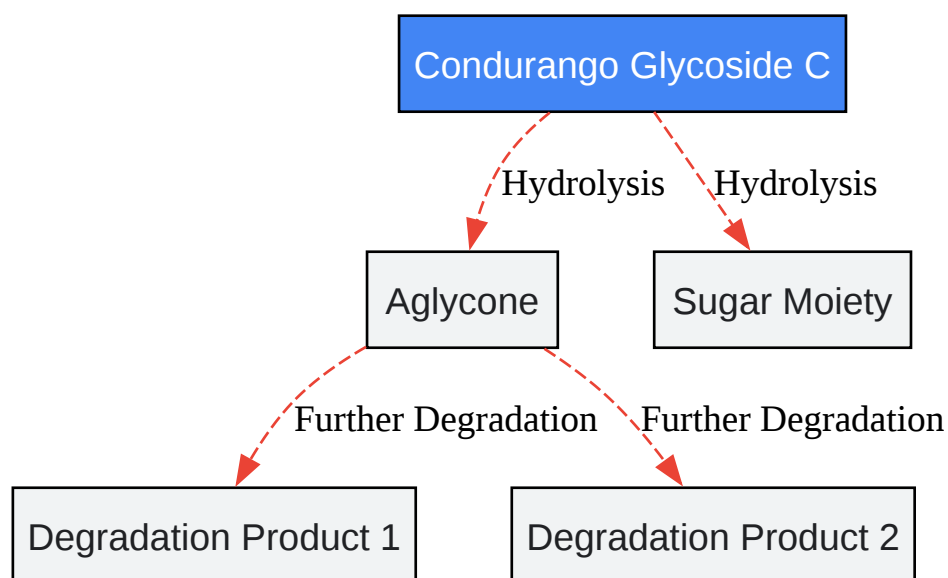 Condurango Glycoside C
Hydrolysis
Hydrolysis
Aglycone
Sugar Moiety
Further Degradation
Further Degradation
Degradation Product 1
Degradation Product 2